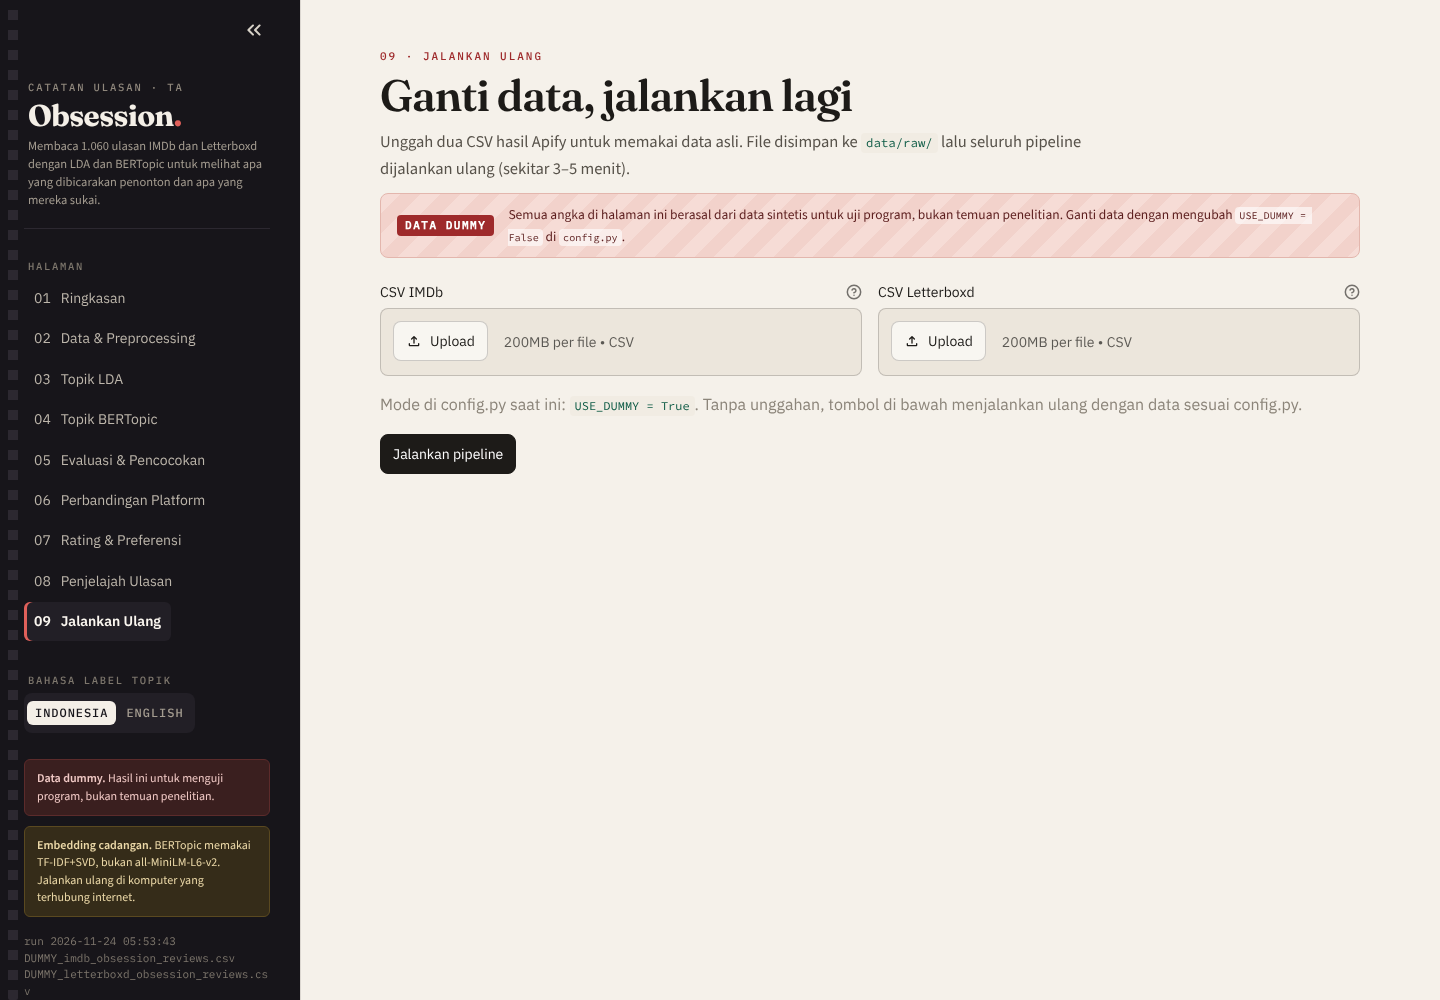 CATATAN ULASAN · TA
Obsession.
Membaca 1.060 ulasan IMDb dan Letterboxd
dengan LDA dan BERTopic untuk melihat apa
yang dibicarakan penonton dan apa yang
mereka sukai.
HALAMAN
01 Ringkasan
02 Data & Preprocessing
03 Topik LDA
04 Topik BERTopic
05 Evaluasi & Pencocokan
06 Perbandingan Platform
07 Rating & Preferensi
08 Penjelajah Ulasan
09 Jalankan Ulang
BAHASA LABEL TOPIK
INDONESIA ENGLISH
Data dummy. Hasil ini untuk menguji
program, bukan temuan penelitian.
Embedding cadangan. BERTopic memakai
TF-IDF+SVD, bukan all-MiniLM-L6-v2.
Jalankan ulang di komputer yang
terhubung internet.
run 2026-11-24 05:53:43
DUMMY_imdb_obsession_reviews.csv
DUMMY_letterboxd_obsession_reviews.cs
v
09 · JALANKAN ULANG
Ganti data, jalankan lagi
Unggah dua CSV hasil Apify untuk memakai data asli. File disimpan ke data/raw/ lalu seluruh pipeline
dijalankan ulang (sekitar 3–5 menit).
DATA DUMMY
Semua angka di halaman ini berasal dari data sintetis untuk uji program, bukan temuan penelitian. Ganti data dengan mengubah USE_DUMMY =
False di config.py.
CSV IMDb
Upload 200MB per file • CSV
CSV Letterboxd
Upload 200MB per file • CSV
Mode di config.py saat ini: USE_DUMMY = True. Tanpa unggahan, tombol di bawah menjalankan ulang dengan data sesuai config.py.
Jalankan pipeline